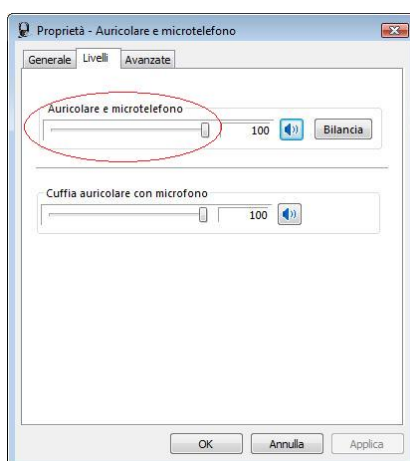 Proprietà - Auricolare e microtelefono
Generale Livelli Avanzate
Auricolare e microtelefono
100 Bilancia
Cuffia auricolare con microfono
100
OK Annulla Applica